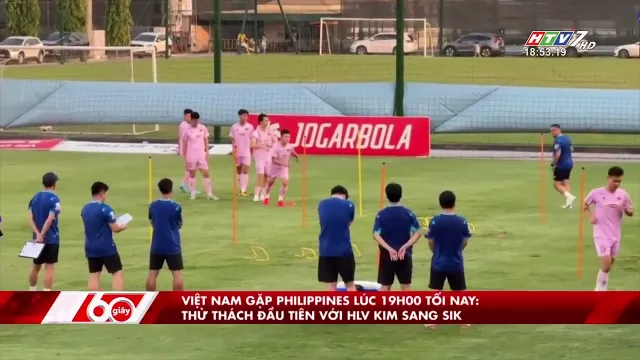 HTV7 HD
18:53:19
JOGARBOLA
60 giây
VIỆT NAM GẶP PHILIPPINES LÚC 19H00 TỐI NAY:
THỬ THÁCH ĐẦU TIÊN VỚI HLV KIM SANG SIK